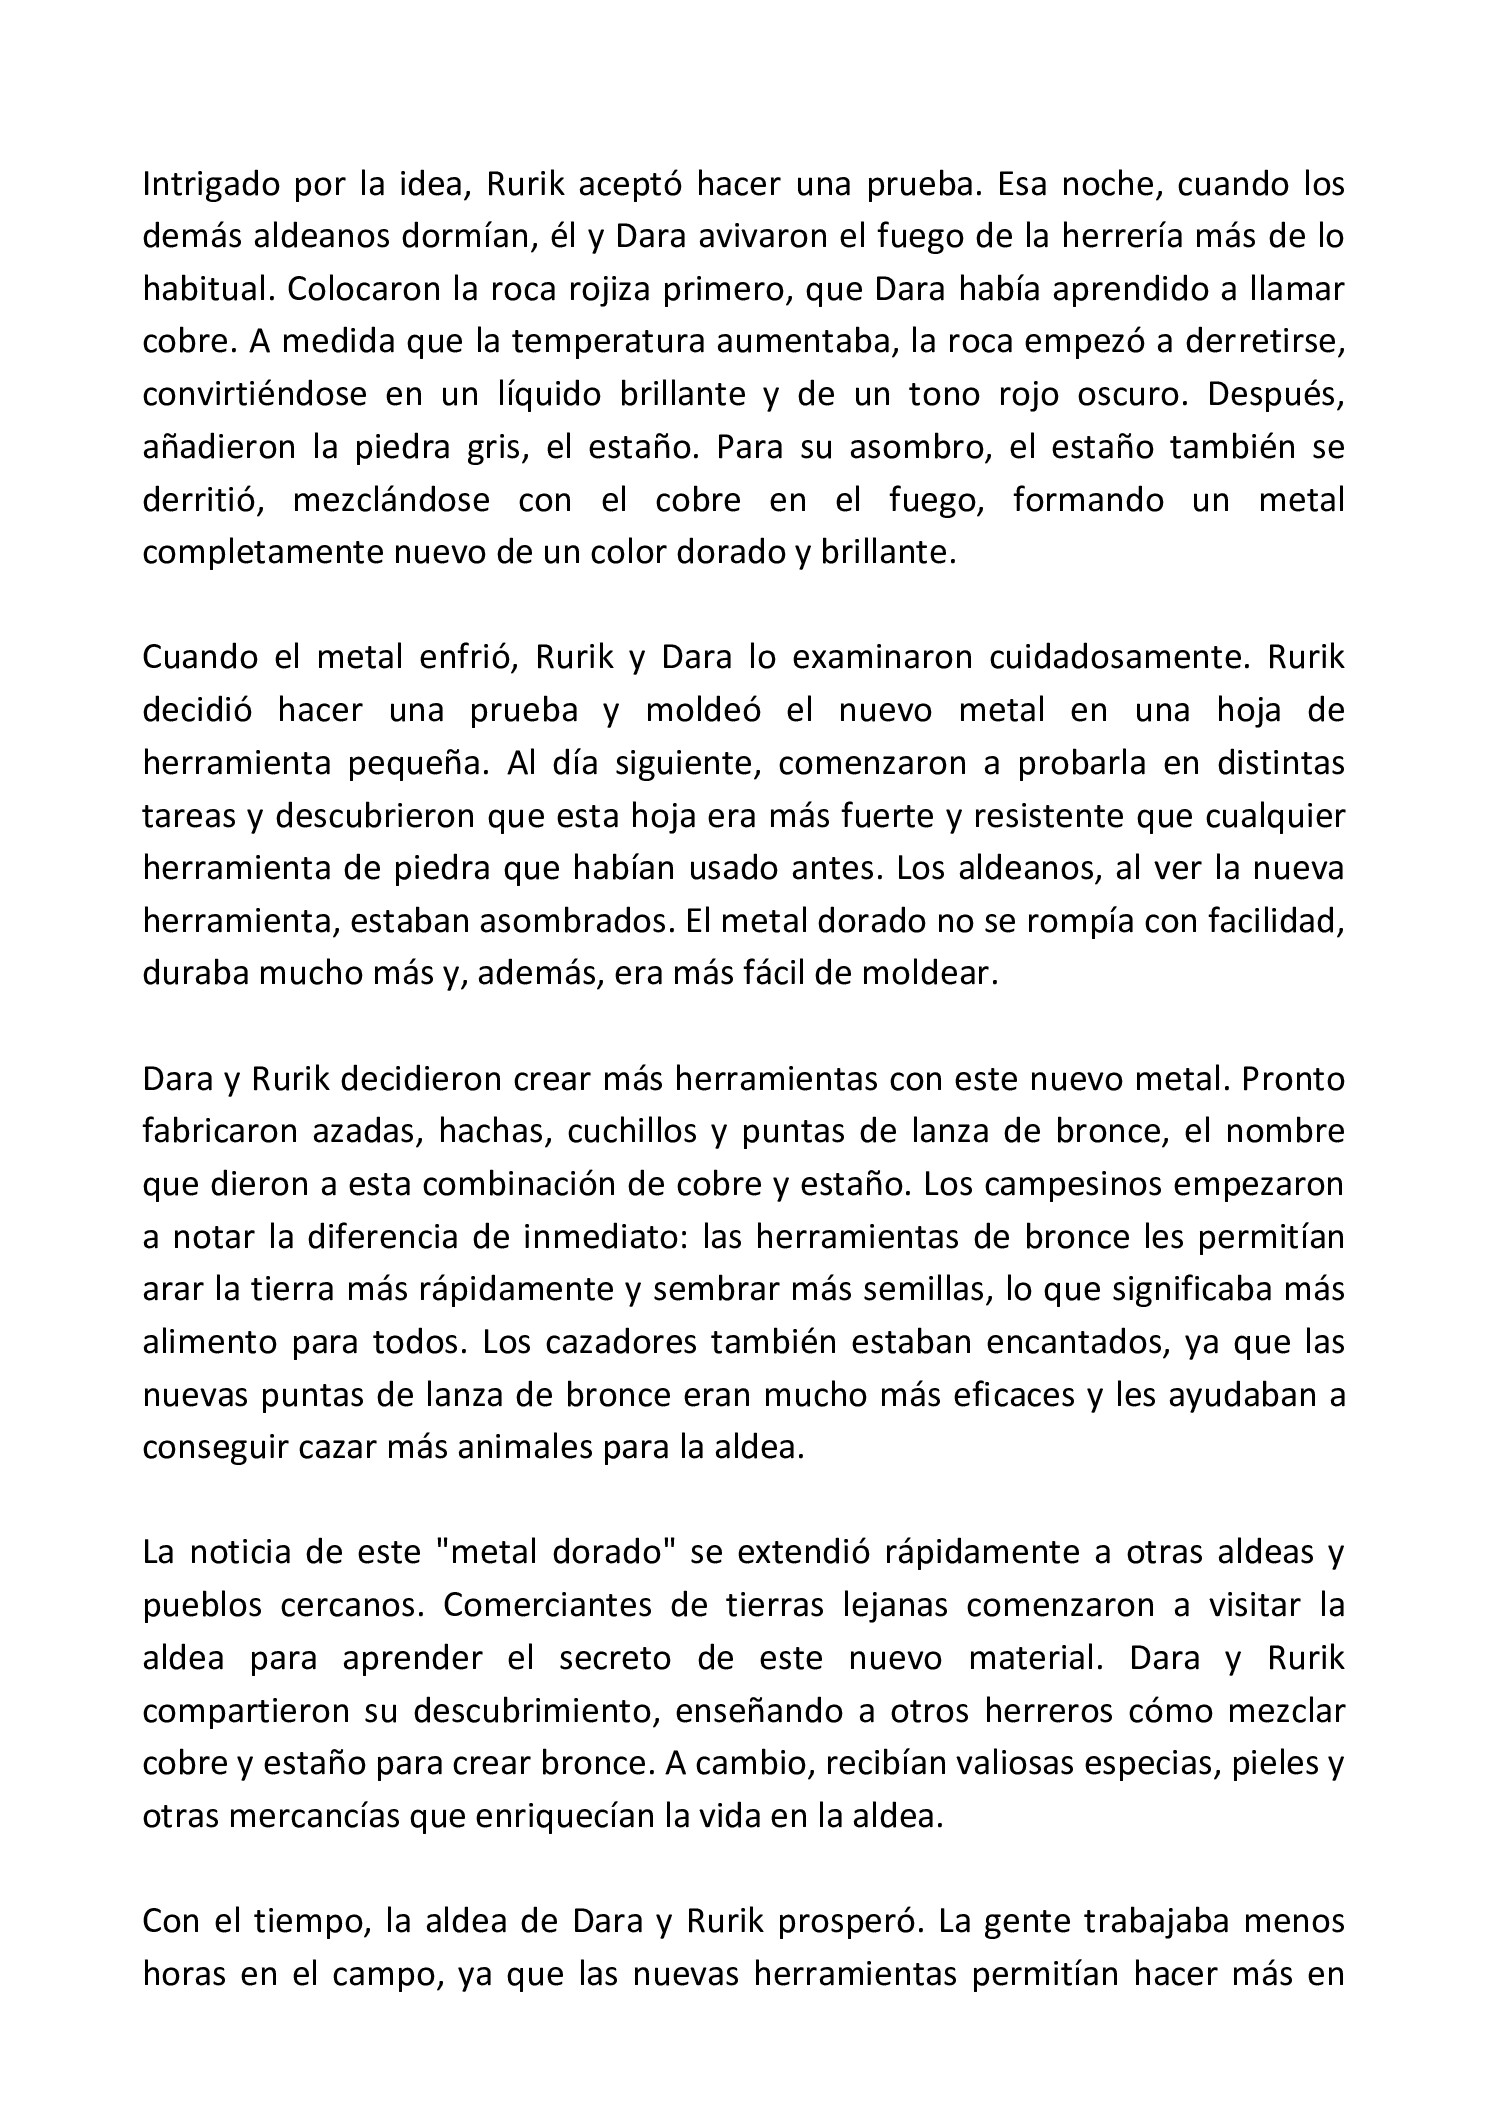 Intrigado por la idea, Rurik aceptó hacer una prueba. Esa noche, cuando los
demás aldeanos dormían, él y Dara avivaron el fuego de la herrería más de lo
habitual. Colocaron la roca rojiza primero, que Dara había aprendido a llamar
cobre. A medida que la temperatura aumentaba, la roca empezó a derretirse,
convirtiéndose en un líquido brillante y de un tono rojo oscuro. Después,
añadieron la piedra gris, el estaño. Para su asombro, el estaño también se
derritió, mezclándose con el cobre en el fuego, formando un metal
completamente nuevo de un color dorado y brillante.

Cuando el metal enfrió, Rurik y Dara lo examinaron cuidadosamente. Rurik
decidió hacer una prueba y moldeó el nuevo metal en una hoja de
herramienta pequeña. Al día siguiente, comenzaron a probarla en distintas
tareas y descubrieron que esta hoja era más fuerte y resistente que cualquier
herramienta de piedra que habían usado antes. Los aldeanos, al ver la nueva
herramienta, estaban asombrados. El metal dorado no se rompía con facilidad,
duraba mucho más y, además, era más fácil de moldear.

Dara y Rurik decidieron crear más herramientas con este nuevo metal. Pronto
fabricaron azadas, hachas, cuchillos y puntas de lanza de bronce, el nombre
que dieron a esta combinación de cobre y estaño. Los campesinos empezaron
a notar la diferencia de inmediato: las herramientas de bronce les permitían
arar la tierra más rápidamente y sembrar más semillas, lo que significaba más
alimento para todos. Los cazadores también estaban encantados, ya que las
nuevas puntas de lanza de bronce eran mucho más eficaces y les ayudaban a
conseguir cazar más animales para la aldea.

La noticia de este "metal dorado" se extendió rápidamente a otras aldeas y
pueblos cercanos. Comerciantes de tierras lejanas comenzaron a visitar la
aldea para aprender el secreto de este nuevo material. Dara y Rurik
compartieron su descubrimiento, enseñando a otros herreros cómo mezclar
cobre y estaño para crear bronce. A cambio, recibían valiosas especias, pieles y
otras mercancías que enriquecían la vida en la aldea.

Con el tiempo, la aldea de Dara y Rurik prosperó. La gente trabajaba menos
horas en el campo, ya que las nuevas herramientas permitían hacer más en